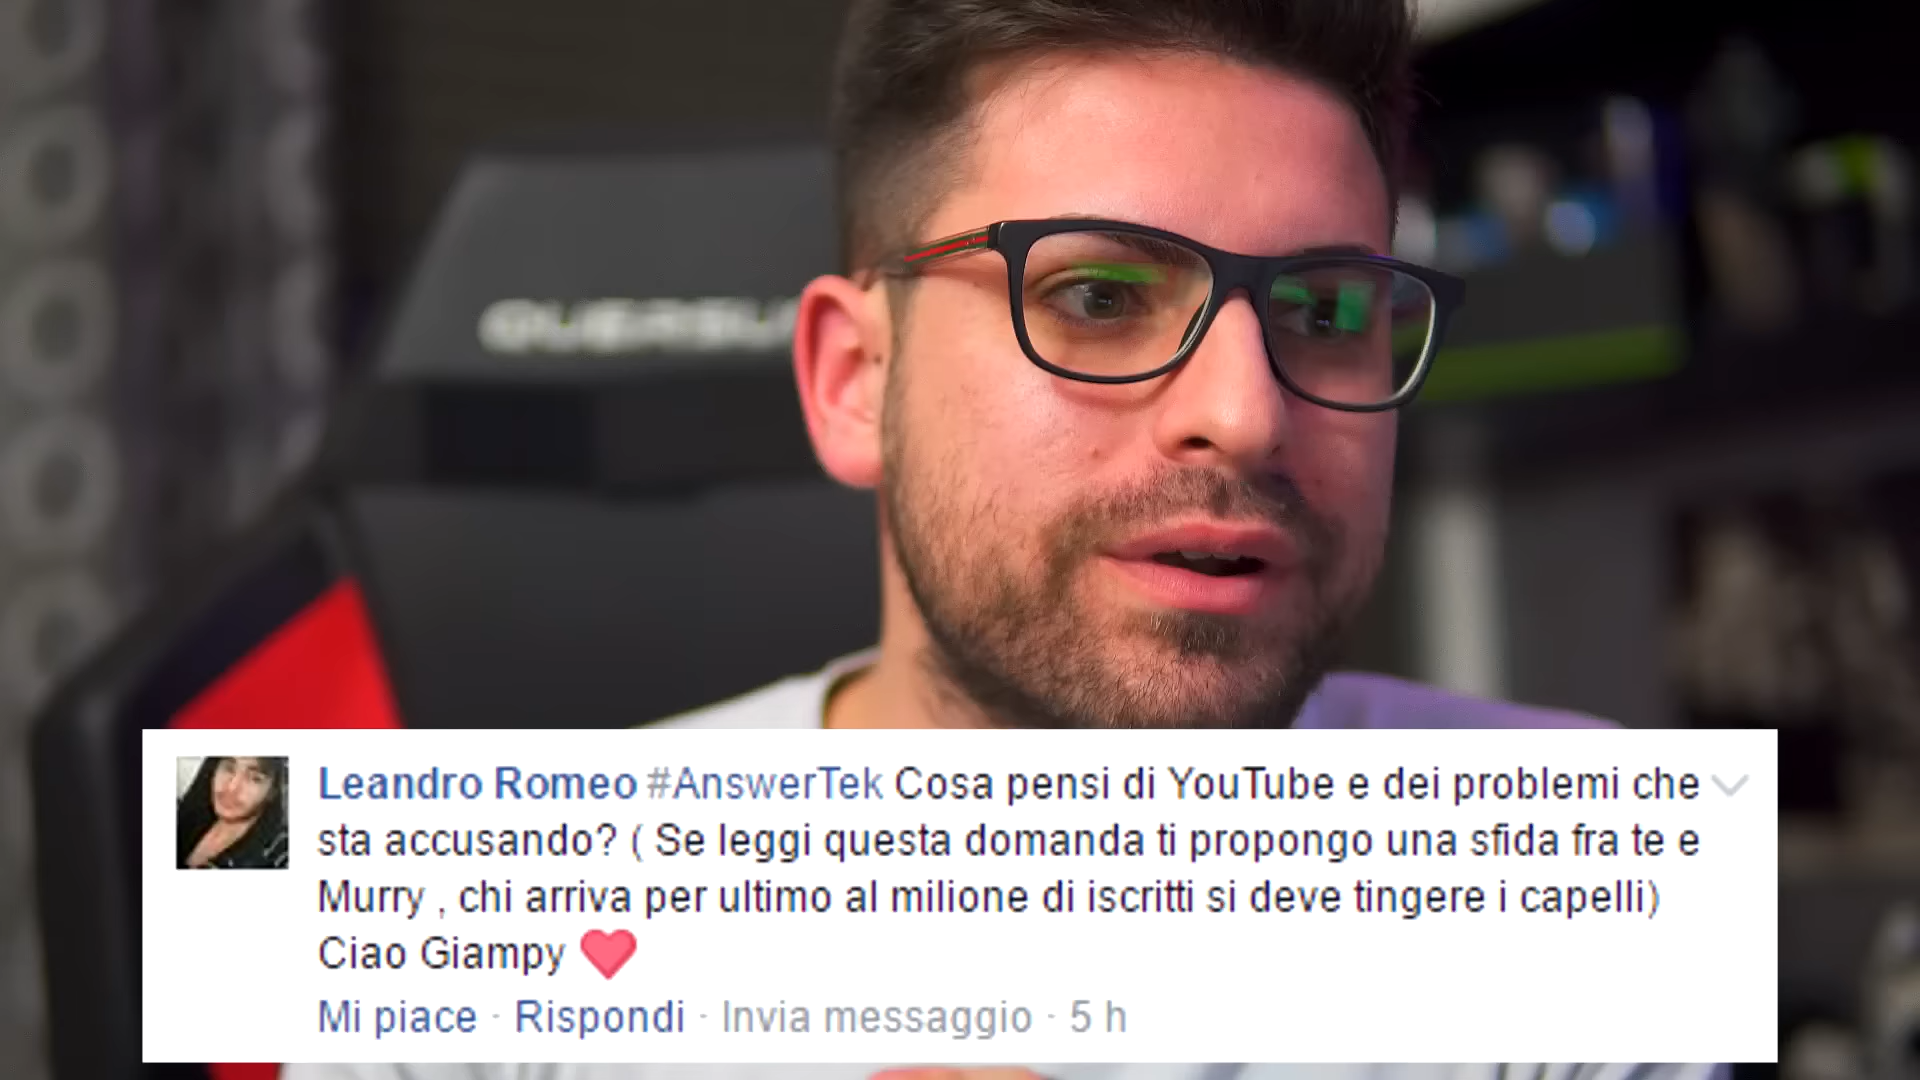 Leandro Romeo #AnswerTek Cosa pensi di YouTube e dei problemi che
sta accusando? ( Se leggi questa domanda ti propongo una sfida fra te e
Murry , chi arriva per ultimo al milione di iscritti si deve tingere i capelli)
Ciao Giampy ❤
Mi piace · Rispondi · Invia messaggio · 5 h